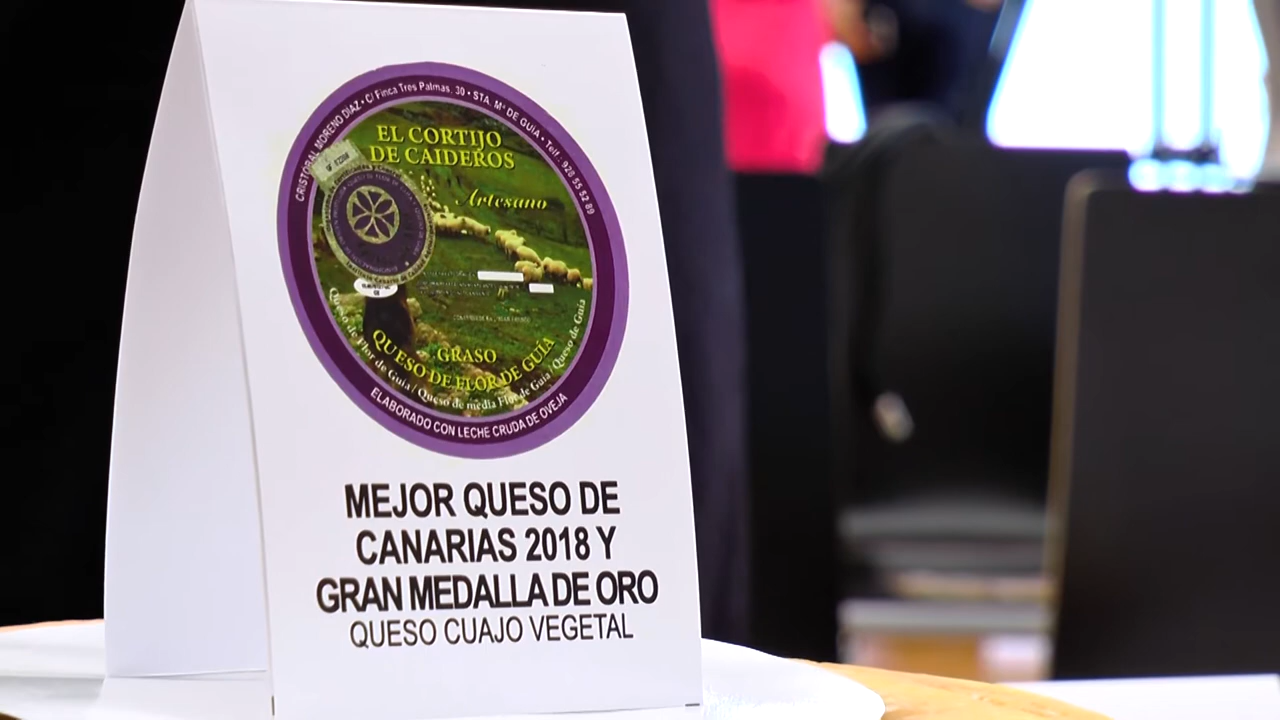 CRISTOBAL MORENO DIAZ • C/ Finca Tres Palmas, 30 • STA. Mª DE GUIA • Telf.: 928 55 52 89
EL CORTIJO
DE CAIDEROS
Artesano
GRASO
QUESO DE FLOR DE GUÍA
Queso de Flor de Guía / Queso de media Flor de Guía / Queso de Guía
ELABORADO CON LECHE CRUDA DE OVEJA
MEJOR QUESO DE
CANARIAS 2018 Y
GRAN MEDALLA DE ORO
QUESO CUAJO VEGETAL